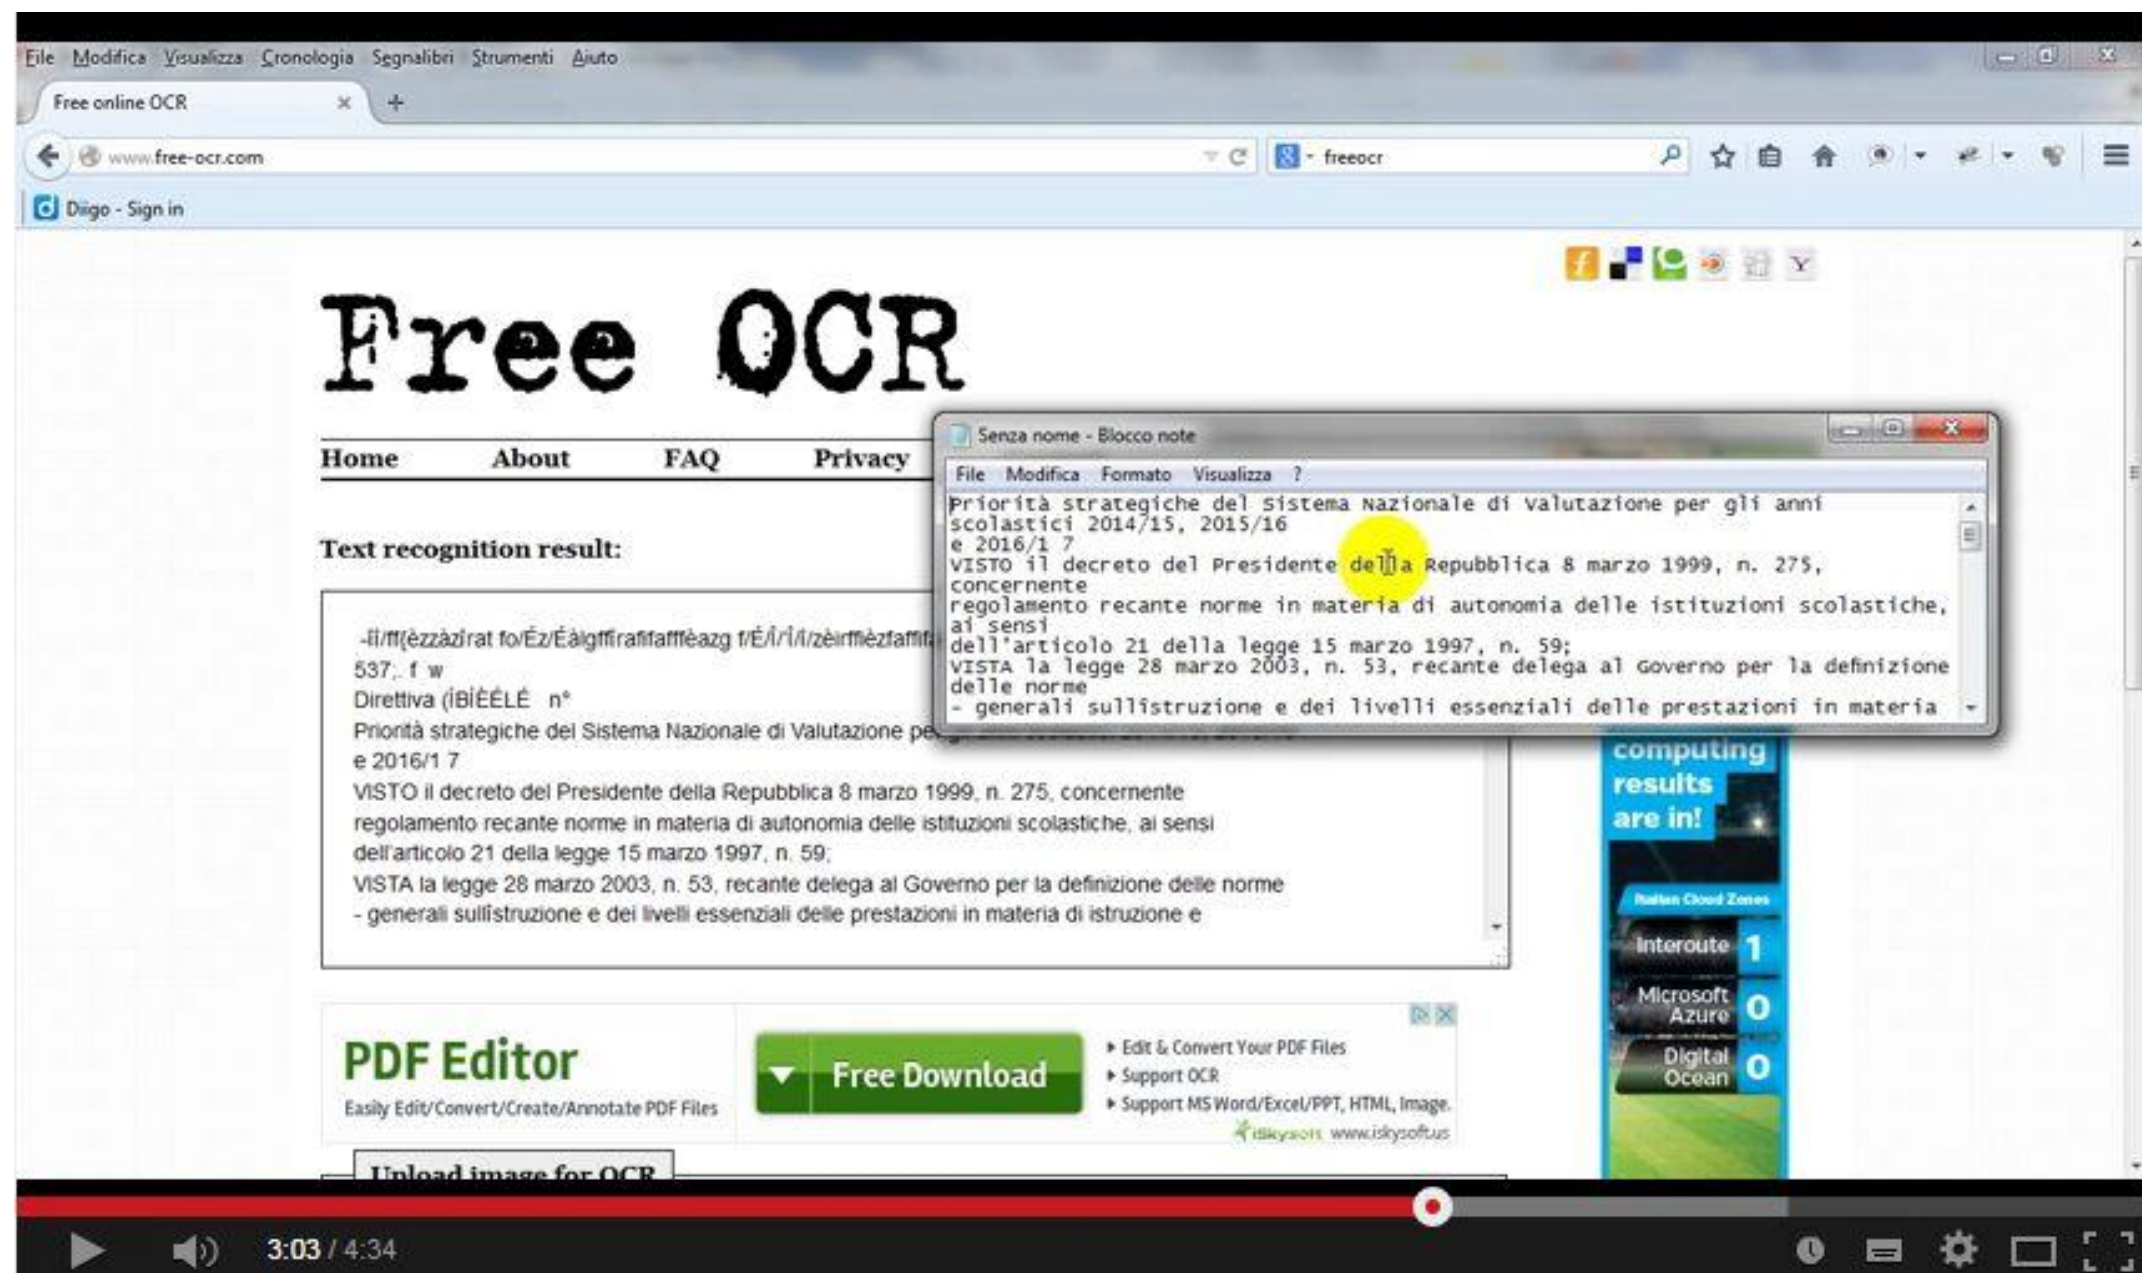 File Modifica Visualizza Cronologia Segnalibri Strumenti Aiuto
Free online OCR
www.free-ocr.com
freeocr
Diigo - Sign in
Free OCR
Home About FAQ Privacy
Text recognition result:
537;. f w
Direttiva (ÍBÌÈÉLÉ n°
Priorità strategiche del Sistema Nazionale di Valutazione
e 2016/1 7
VISTO il decreto del Presidente della Repubblica 8 marzo 1999, n. 275, concernente
regolamento recante norme in materia di autonomia delle istituzioni scolastiche, ai sensi
dell'articolo 21 della legge 15 marzo 1997, n. 59;
VISTA la legge 28 marzo 2003, n. 53, recante delega al Governo per la definizione delle norme
- generali sullîstruzione e dei livelli essenziali delle prestazioni in materia di istruzione e
Senza nome - Blocco note
File Modifica Formato Visualizza ?
Priorità strategiche del Sistema Nazionale di Valutazione per gli anni
scolastici 2014/15, 2015/16
e 2016/1 7
VISTO il decreto del Presidente della Repubblica 8 marzo 1999, n. 275,
concernente
regolamento recante norme in materia di autonomia delle istituzioni scolastiche,
ai sensi
dell'articolo 21 della legge 15 marzo 1997, n. 59;
VISTA la legge 28 marzo 2003, n. 53, recante delega al Governo per la definizione
delle norme
- generali sullîstruzione e dei livelli essenziali delle prestazioni in materia
computing
results
are in!
Italian Cloud Zones
Interoute 1
Microsoft
Azure 0
Digital
Ocean 0
PDF Editor
Easily Edit/Convert/Create/Annotate PDF Files
Free Download
Edit & Convert Your PDF Files
Support OCR
Support MS Word/Excel/PPT, HTML, Image.
iSkysoft www.iskysoft.us
Upload image for OCR
3:03 / 4:34